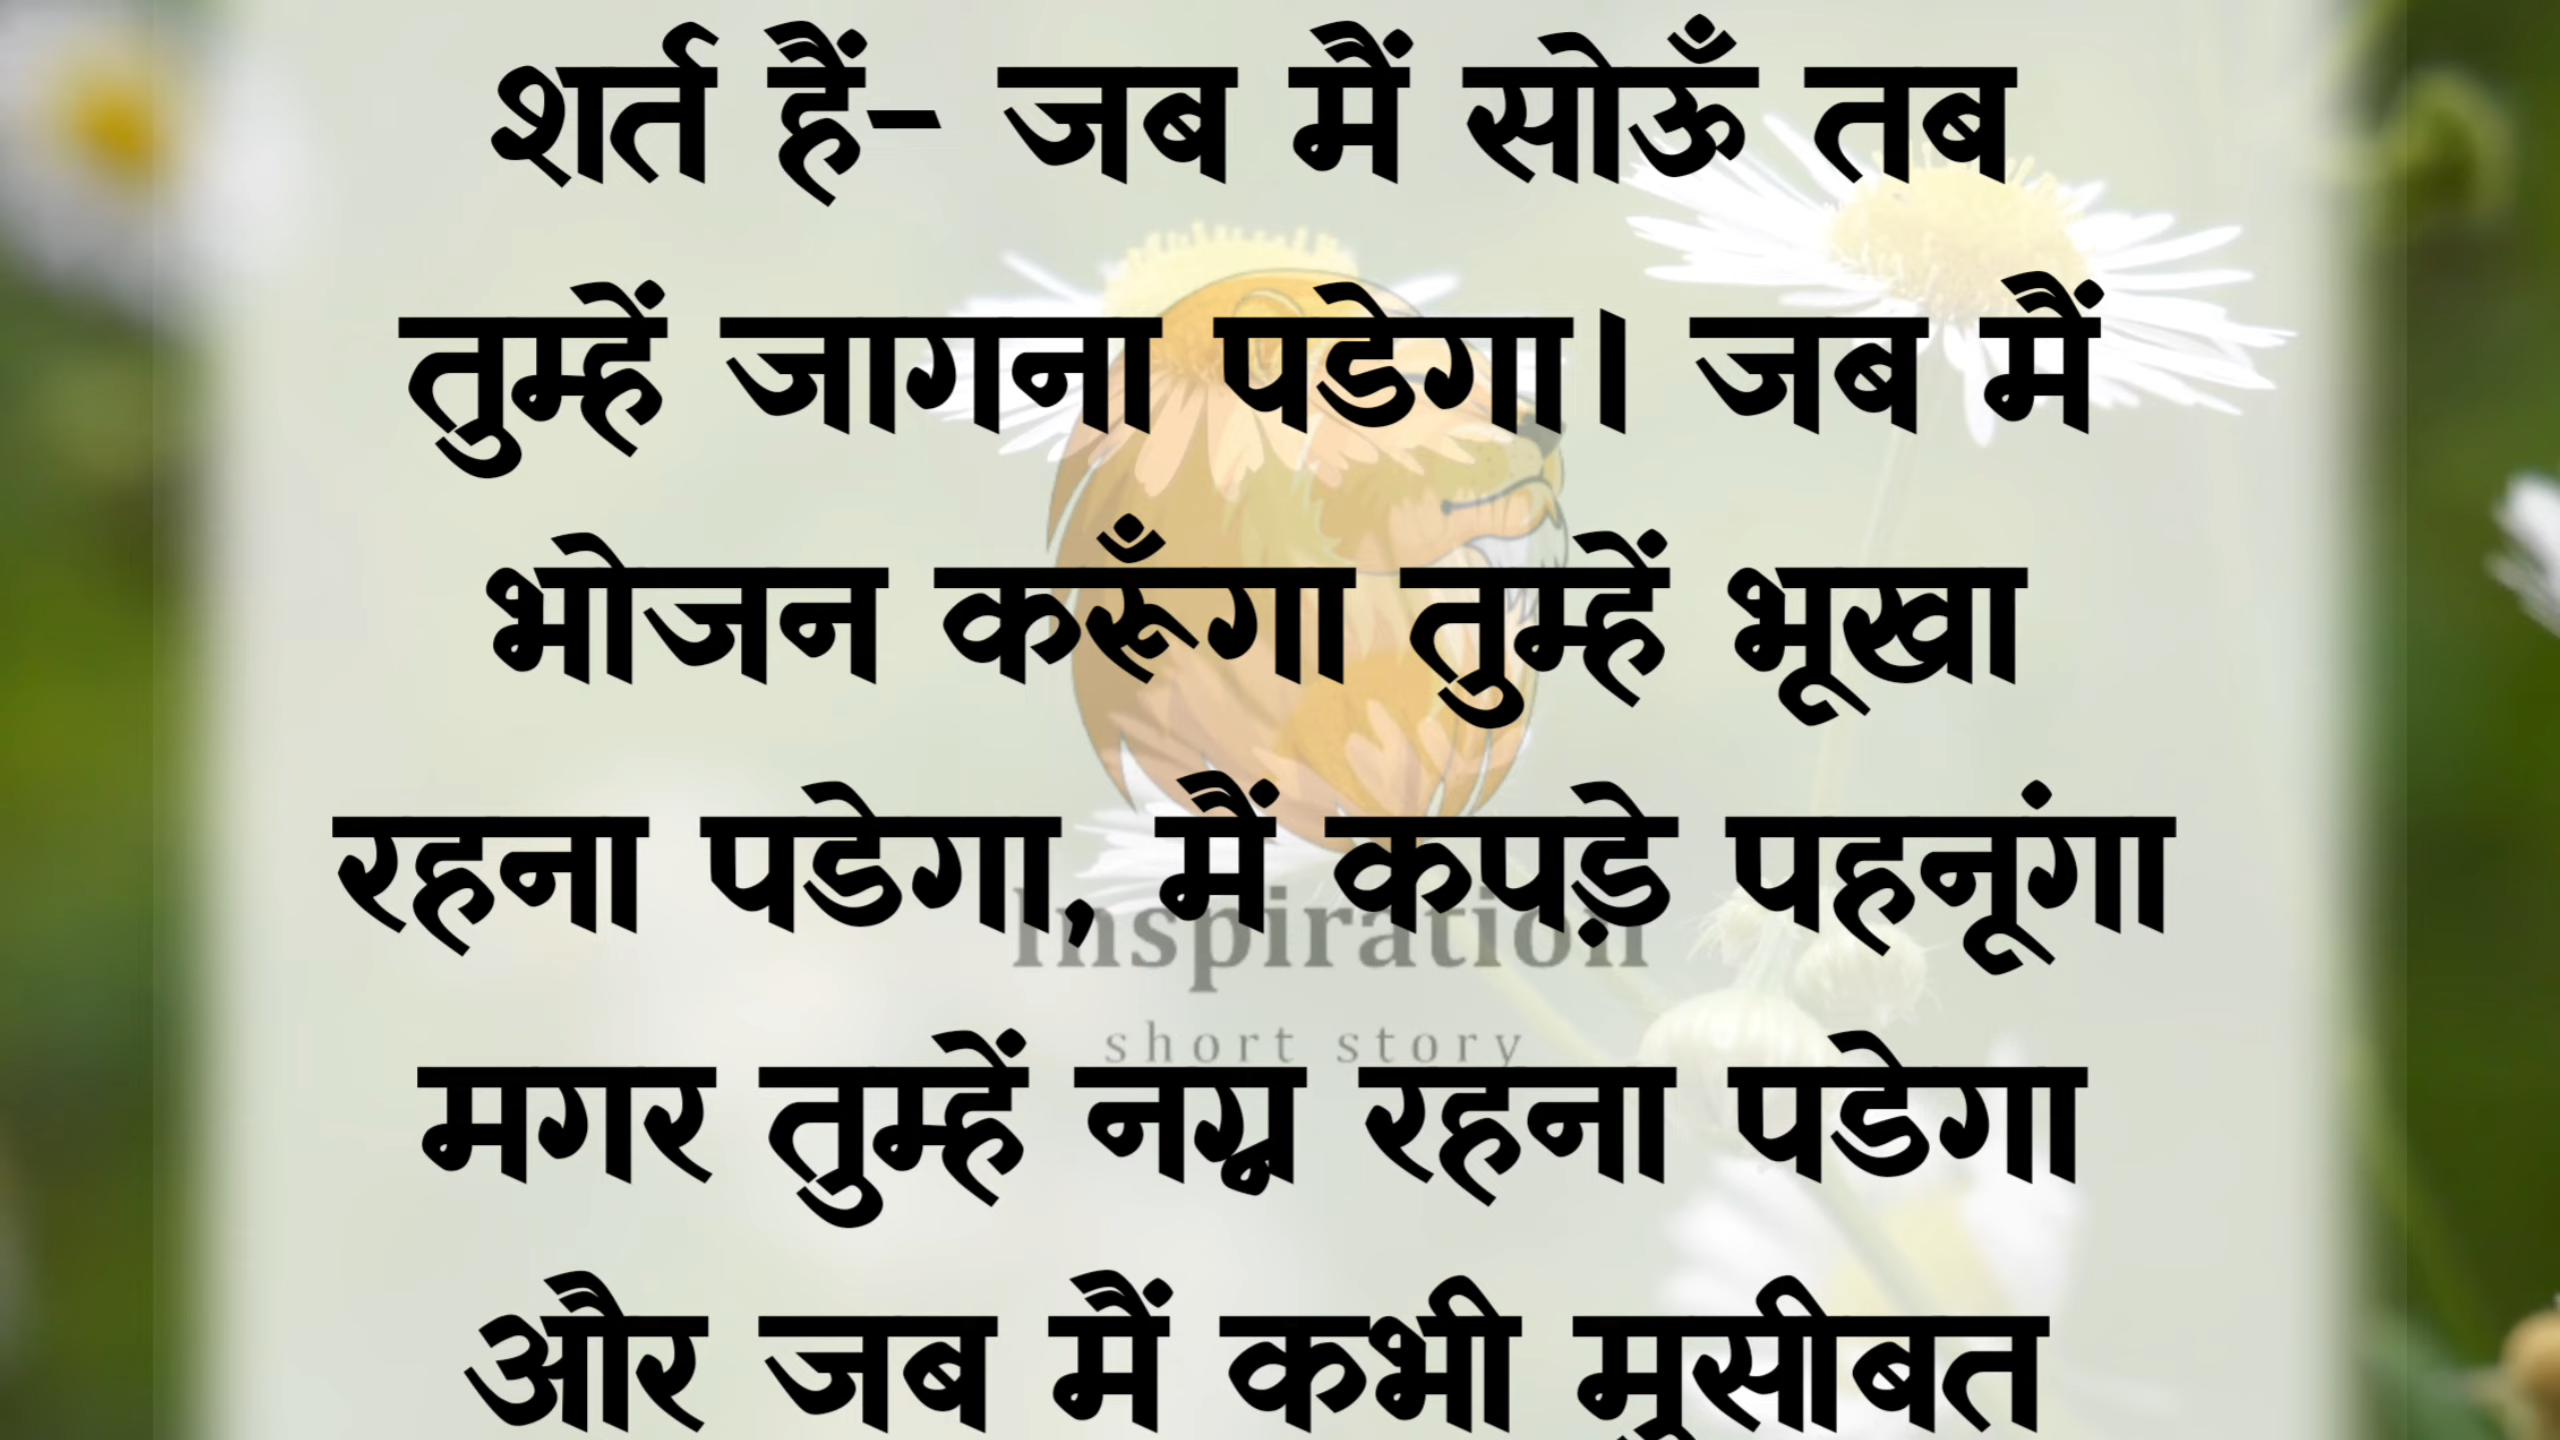 शर्त हैं- जब मैं सोऊँ तब
तुम्हें जागना पडेगा। जब मैं
भोजन करूँगा तुम्हें भूखा
रहना पडेगा, मैं कपड़े पहनूंगा
Inspiration
short story
मगर तुम्हें नग्न रहना पडेगा
और जब मैं कभी मुसीबत